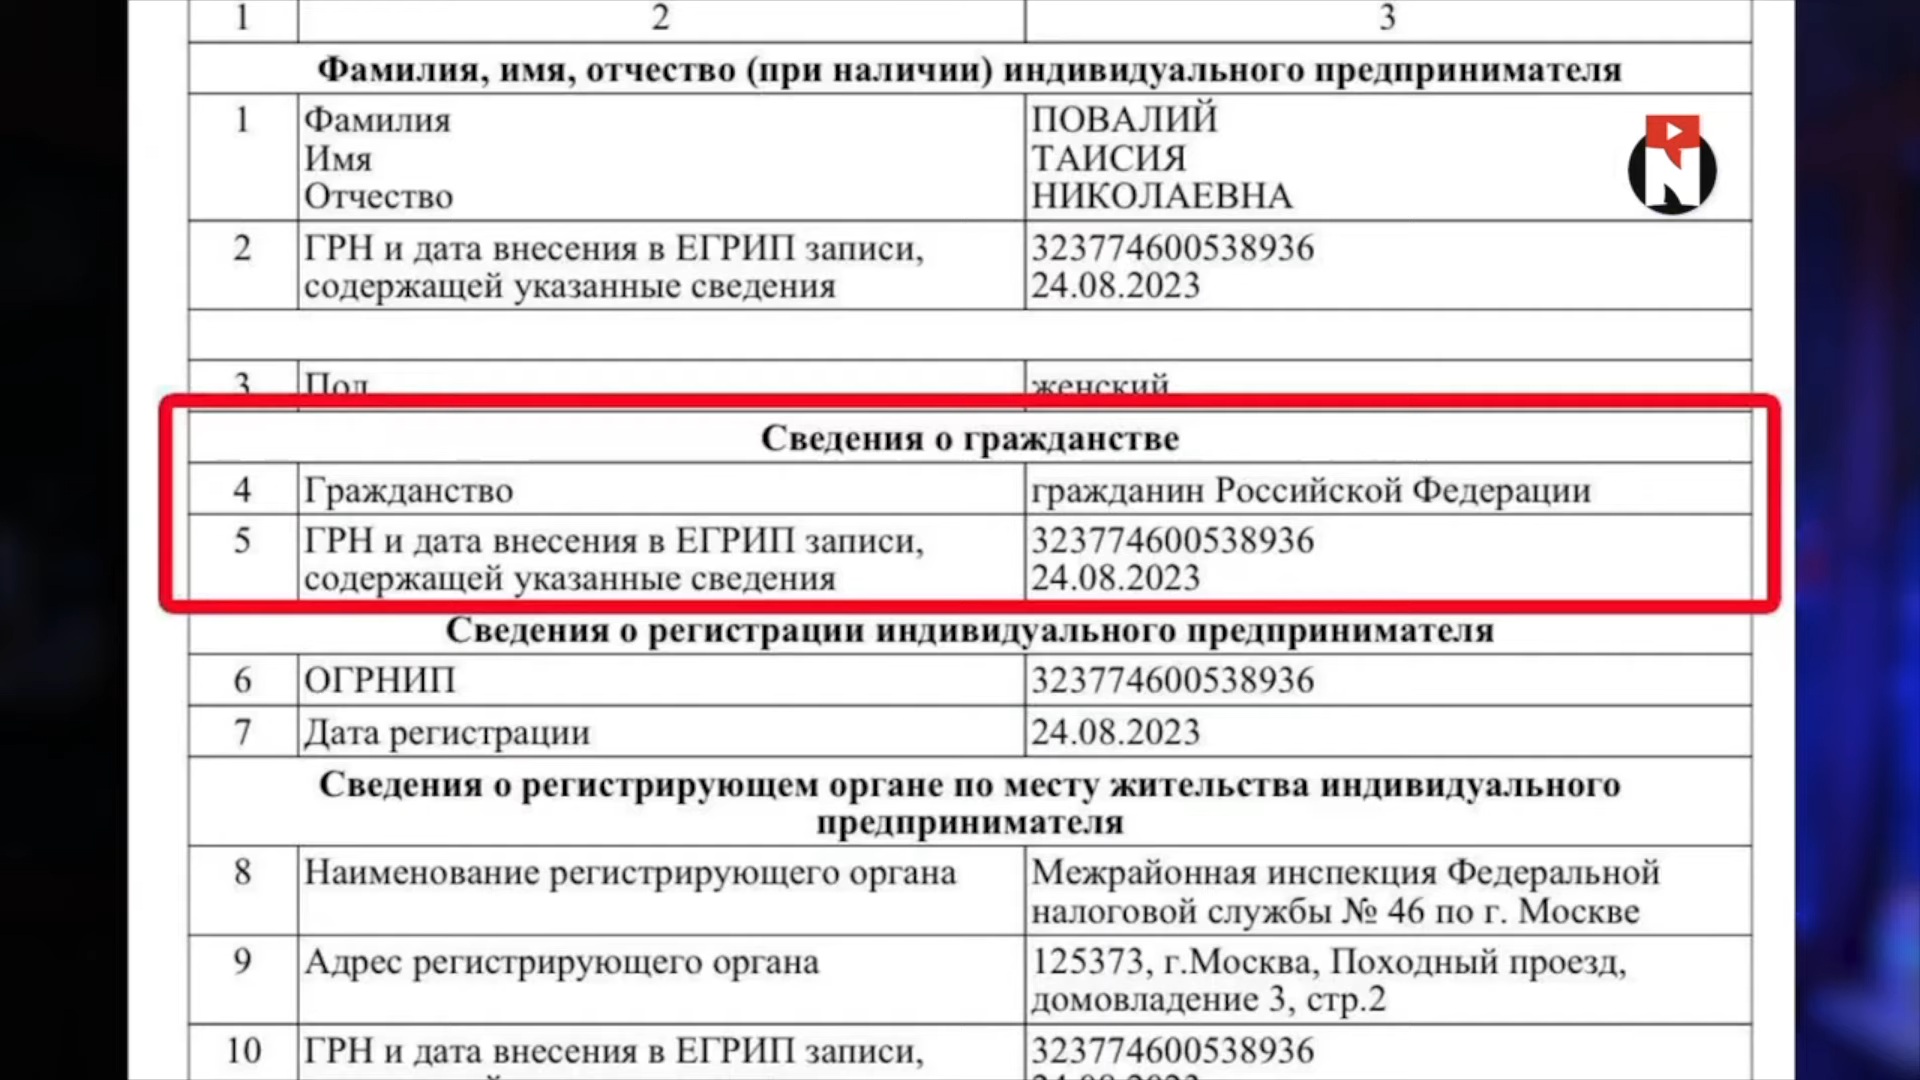 1 2 3
Фамилия, имя, отчество (при наличии) индивидуального предпринимателя
1 Фамилия ПОВАЛИЙ
Имя ТАИСИЯ
Отчество НИКОЛАЕВНА
2 ГРН и дата внесения в ЕГРИП записи, 323774600538936
содержащей указанные сведения 24.08.2023
3 Пол женский
Сведения о гражданстве
4 Гражданство гражданин Российской Федерации
5 ГРН и дата внесения в ЕГРИП записи, 323774600538936
содержащей указанные сведения 24.08.2023
Сведения о регистрации индивидуального предпринимателя
6 ОГРНИП 323774600538936
7 Дата регистрации 24.08.2023
Сведения о регистрирующем органе по месту жительства индивидуального
предпринимателя
8 Наименование регистрирующего органа Межрайонная инспекция Федеральной
налоговой службы № 46 по г. Москве
9 Адрес регистрирующего органа 125373, г.Москва, Походный проезд,
домовладение 3, стр.2
10 ГРН и дата внесения в ЕГРИП записи, 323774600538936